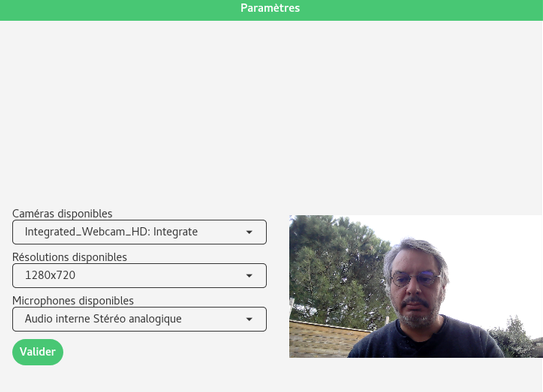 Paramètres
Caméras disponibles
Integrated_Webcam_HD: Integrate
Résolutions disponibles
1280x720
Microphones disponibles
Audio interne Stéréo analogique
Valider